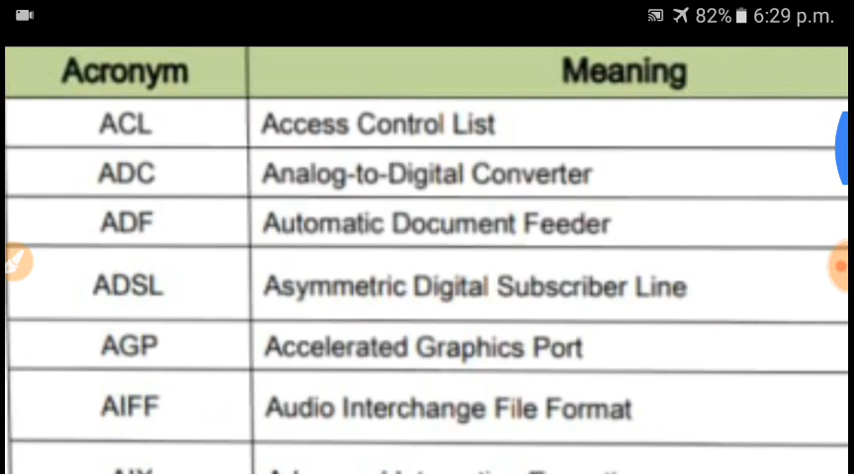 82% 6:29 p.m.
Acronym Meaning
ACL Access Control List
ADC Analog-to-Digital Converter
ADF Automatic Document Feeder
ADSL Asymmetric Digital Subscriber Line
AGP Accelerated Graphics Port
AIFF Audio Interchange File Format